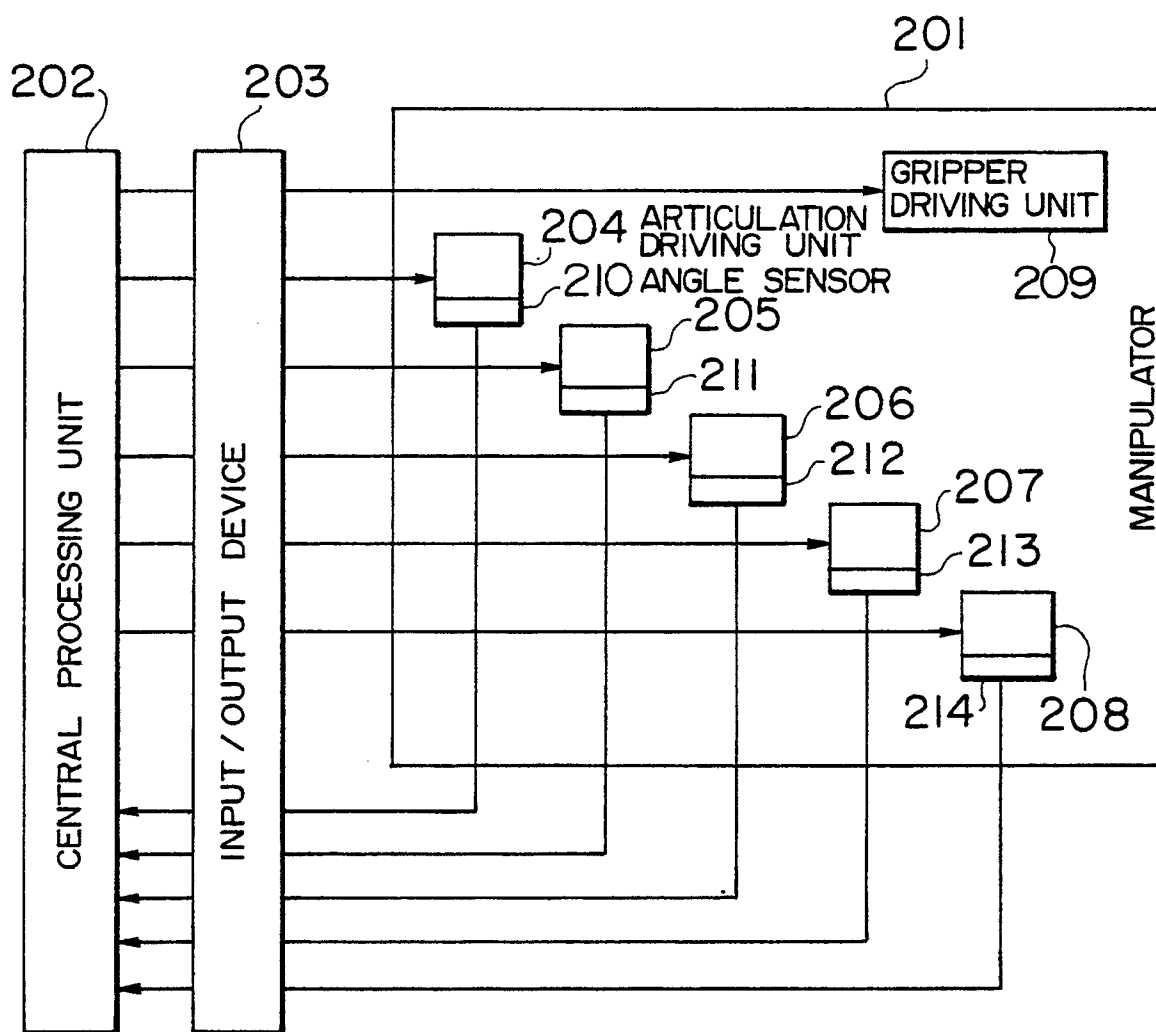 201
202
203
GRIPPER
DRIVING UNIT
209
204 ARTICULATION
DRIVING UNIT
210 ANGLE SENSOR
205
211
206
212
207
213
214
208
MANIPULATOR
CENTRAL PROCESSING UNIT
INPUT/OUTPUT DEVICE